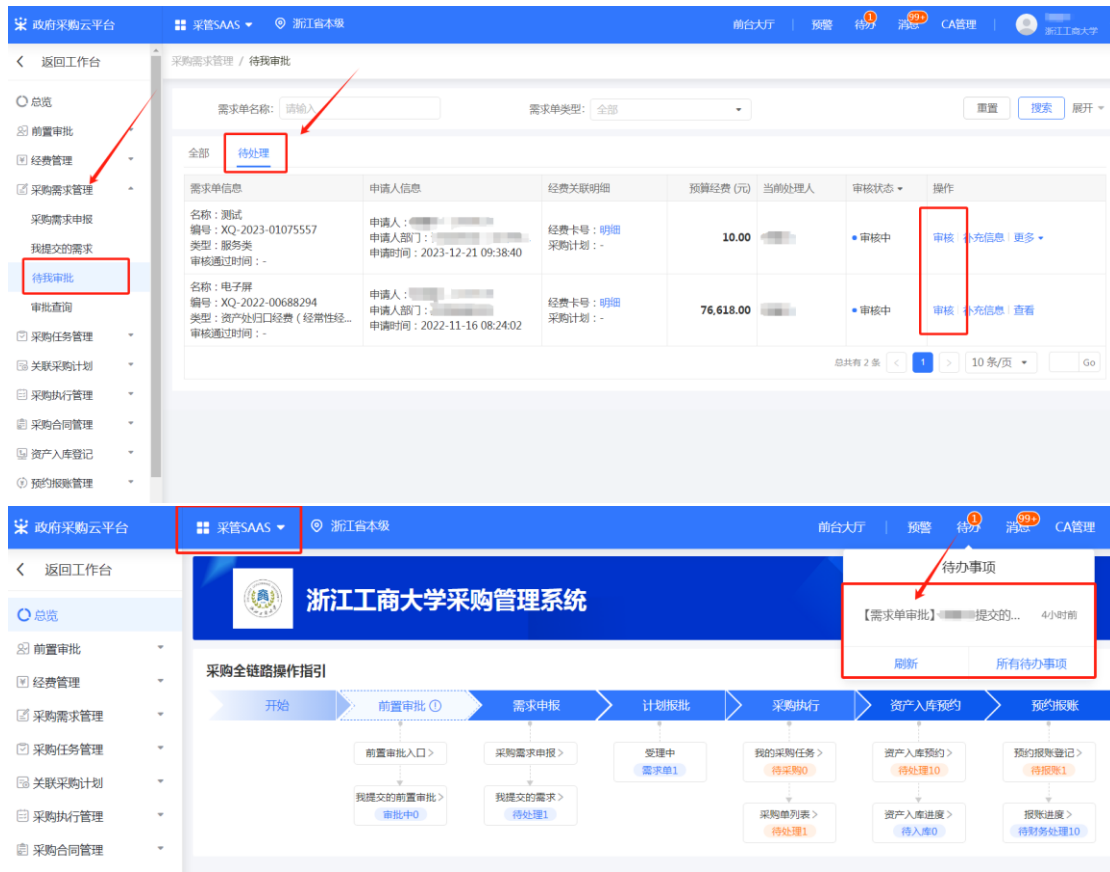 政府采购云平台
采管SAAS
浙江省本级
前台大厅
预警
待办 1
消息 99+
CA管理
浙江工商大学
返回工作台
采购需求管理 / 待我审批
总览
前置审批
经费管理
采购需求管理
采购需求申报
我提交的需求
待我审批
审批查询
采购任务管理
关联采购计划
采购执行管理
采购合同管理
资产入库登记
预约报账管理
需求单名称: 请输入
需求单类型: 全部
重置
搜索
展开
全部
待处理
需求单信息 申请人信息 经费关联明细 预算经费 (元) 当前处理人 审核状态 操作
名称：测试
编号：XQ-2023-01075557
类型：服务类
审核通过时间：-
申请人：
申请人部门：
申请时间：2023-12-21 09:38:40
经费卡号：明细
采购计划：-
10.00
审核中
审核 补充信息 更多
名称：电子屏
编号：XQ-2022-00688294
类型：资产处归口经费（经常性经...
审核通过时间：-
申请人：
申请人部门：
申请时间：2022-11-16 08:24:02
经费卡号：明细
采购计划：-
76,618.00
审核中
审核 补充信息 查看
总共有 2 条 < 1 > 10 条/页 Go
政府采购云平台
采管SAAS
浙江省本级
前台大厅
预警
待办 1
消息 99+
CA管理
返回工作台
总览
前置审批
经费管理
采购需求管理
采购任务管理
关联采购计划
采购执行管理
采购合同管理
浙江工商大学采购管理系统
待办事项
【需求单审批】 提交的... 4小时前
刷新 所有待办事项
采购全链路操作指引
开始 前置审批 需求申报 计划报批 采购执行 资产入库预约 预约报账
前置审批入口 >
我提交的前置审批 >
审批中0
采购需求申报 >
我提交的需求 >
待处理1
受理中
需求单1
我的采购任务 >
待采购0
采购单列表 >
待处理1
资产入库预约 >
待处理10
资产入库进度 >
待入库0
预约报账登记 >
待报账1
报账进度 >
待财务处理10